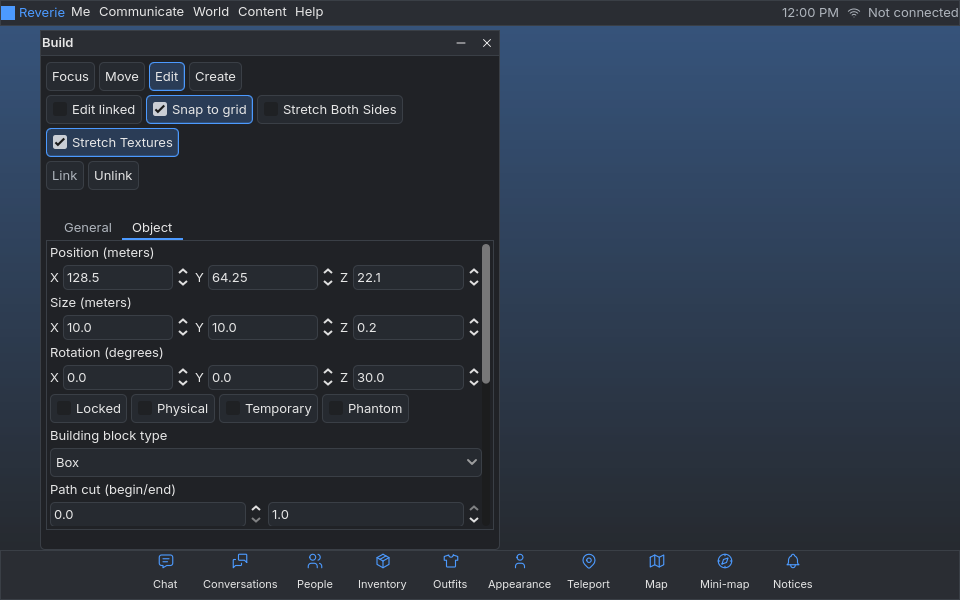 Reverie Me Communicate World Content Help 12:00 PM Not connected
Build
Focus Move Edit Create
Edit linked Snap to grid Stretch Both Sides
Stretch Textures
Link Unlink
General Object
Position (meters)
X 128.5 Y 64.25 Z 22.1
Size (meters)
X 10.0 Y 10.0 Z 0.2
Rotation (degrees)
X 0.0 Y 0.0 Z 30.0
Locked Physical Temporary Phantom
Building block type
Box
Path cut (begin/end)
0.0 1.0
Chat Conversations People Inventory Outfits Appearance Teleport Map Mini-map Notices